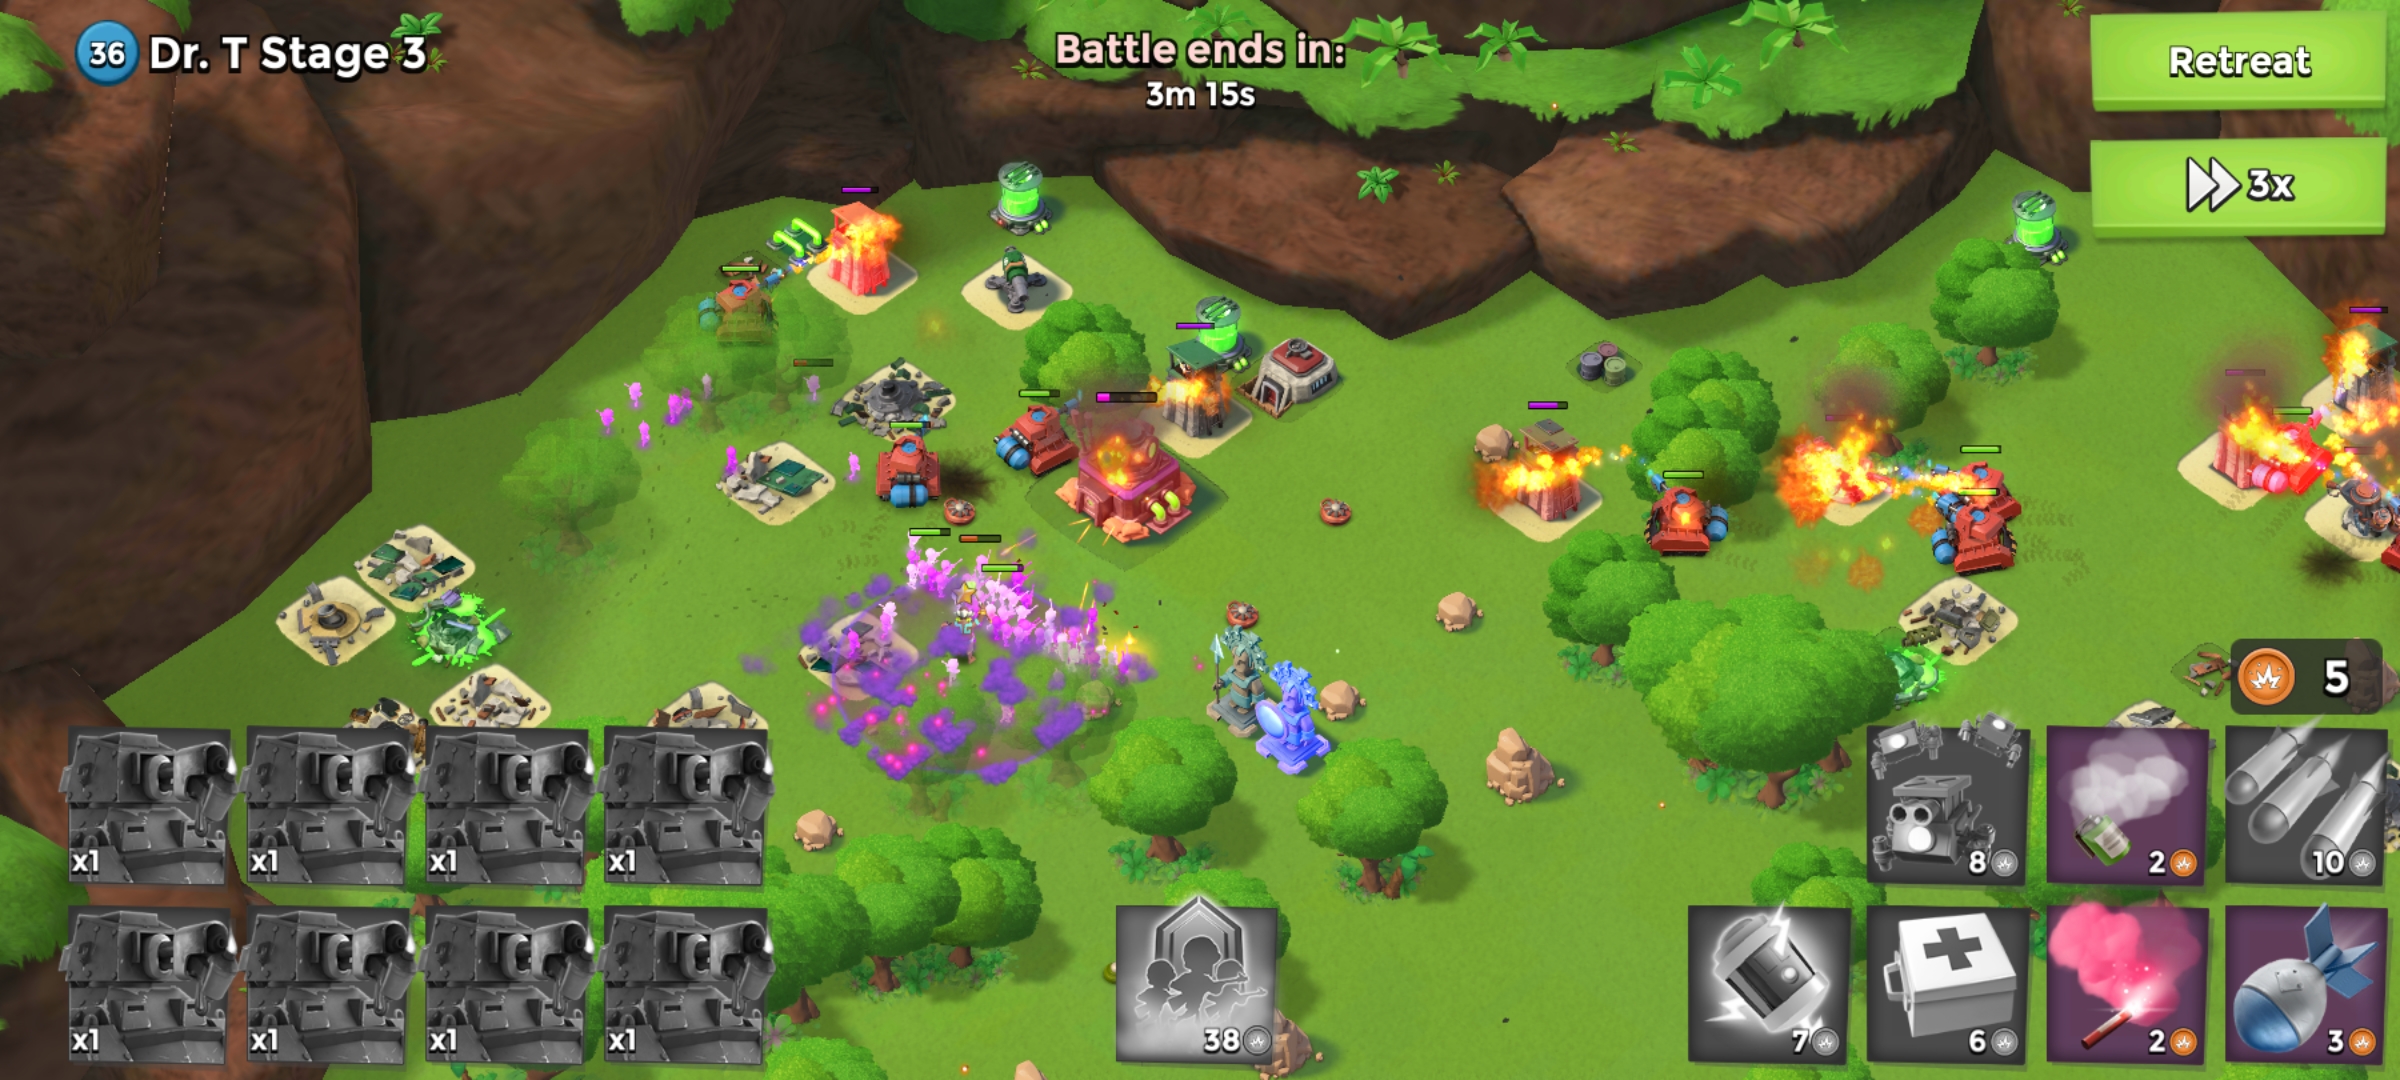 36 Dr. T Stage 3
Battle ends in:
3m 15s
Retreat
3x
5
x1 x1 x1 x1
8 2 10
x1 x1 x1 x1
38
7 6 2 3